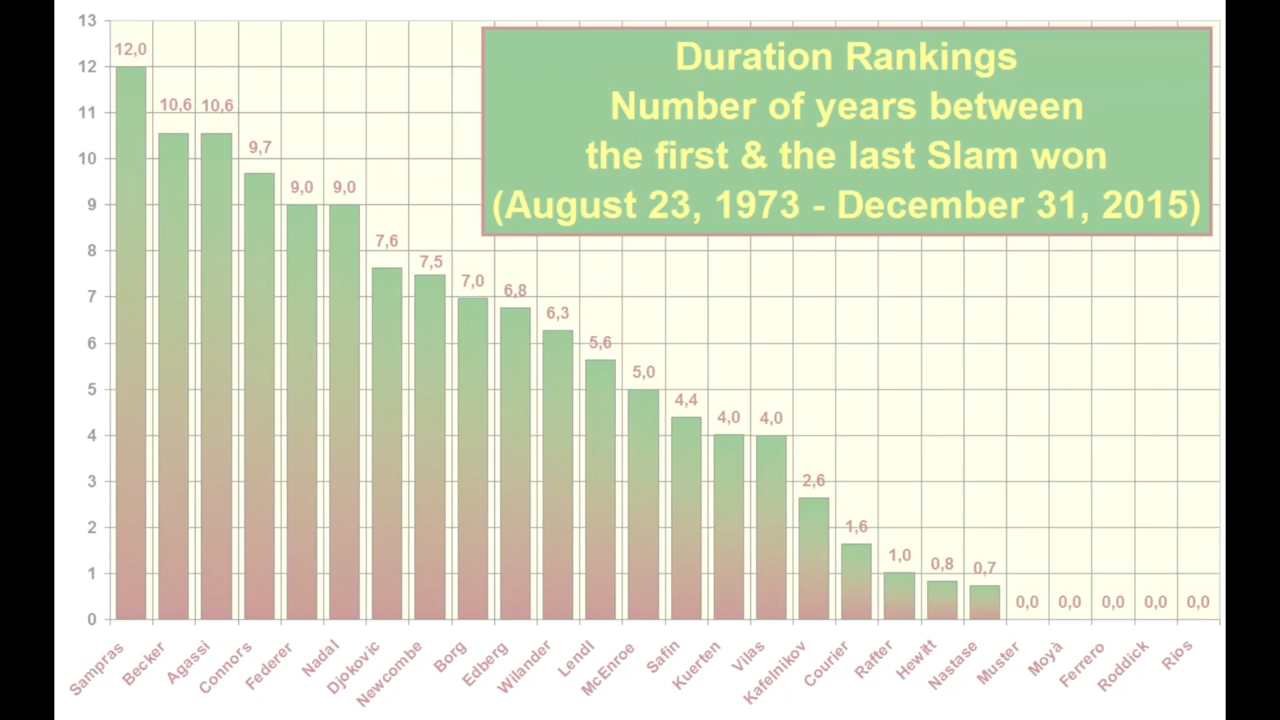 13
12
11
10
9
8
7
6
5
4
3
2
1
0
Duration Rankings
Number of years between
the first & the last Slam won
(August 23, 1973 - December 31, 2015)
12,0
10,6
10,6
9,7
9,0
9,0
7,6
7,5
7,0
6,8
6,3
5,6
5,0
4,4
4,0
4,0
2,6
1,6
1,0
0,8
0,7
0,0
0,0
0,0
0,0
0,0
Sampras
Becker
Agassi
Connors
Federer
Nadal
Djokovic
Newcombe
Borg
Edberg
Wilander
Lendl
McEnroe
Safin
Kuerten
Vilas
Kafelnikov
Courier
Rafter
Hewitt
Nastase
Muster
Moyà
Ferrero
Roddick
Rios